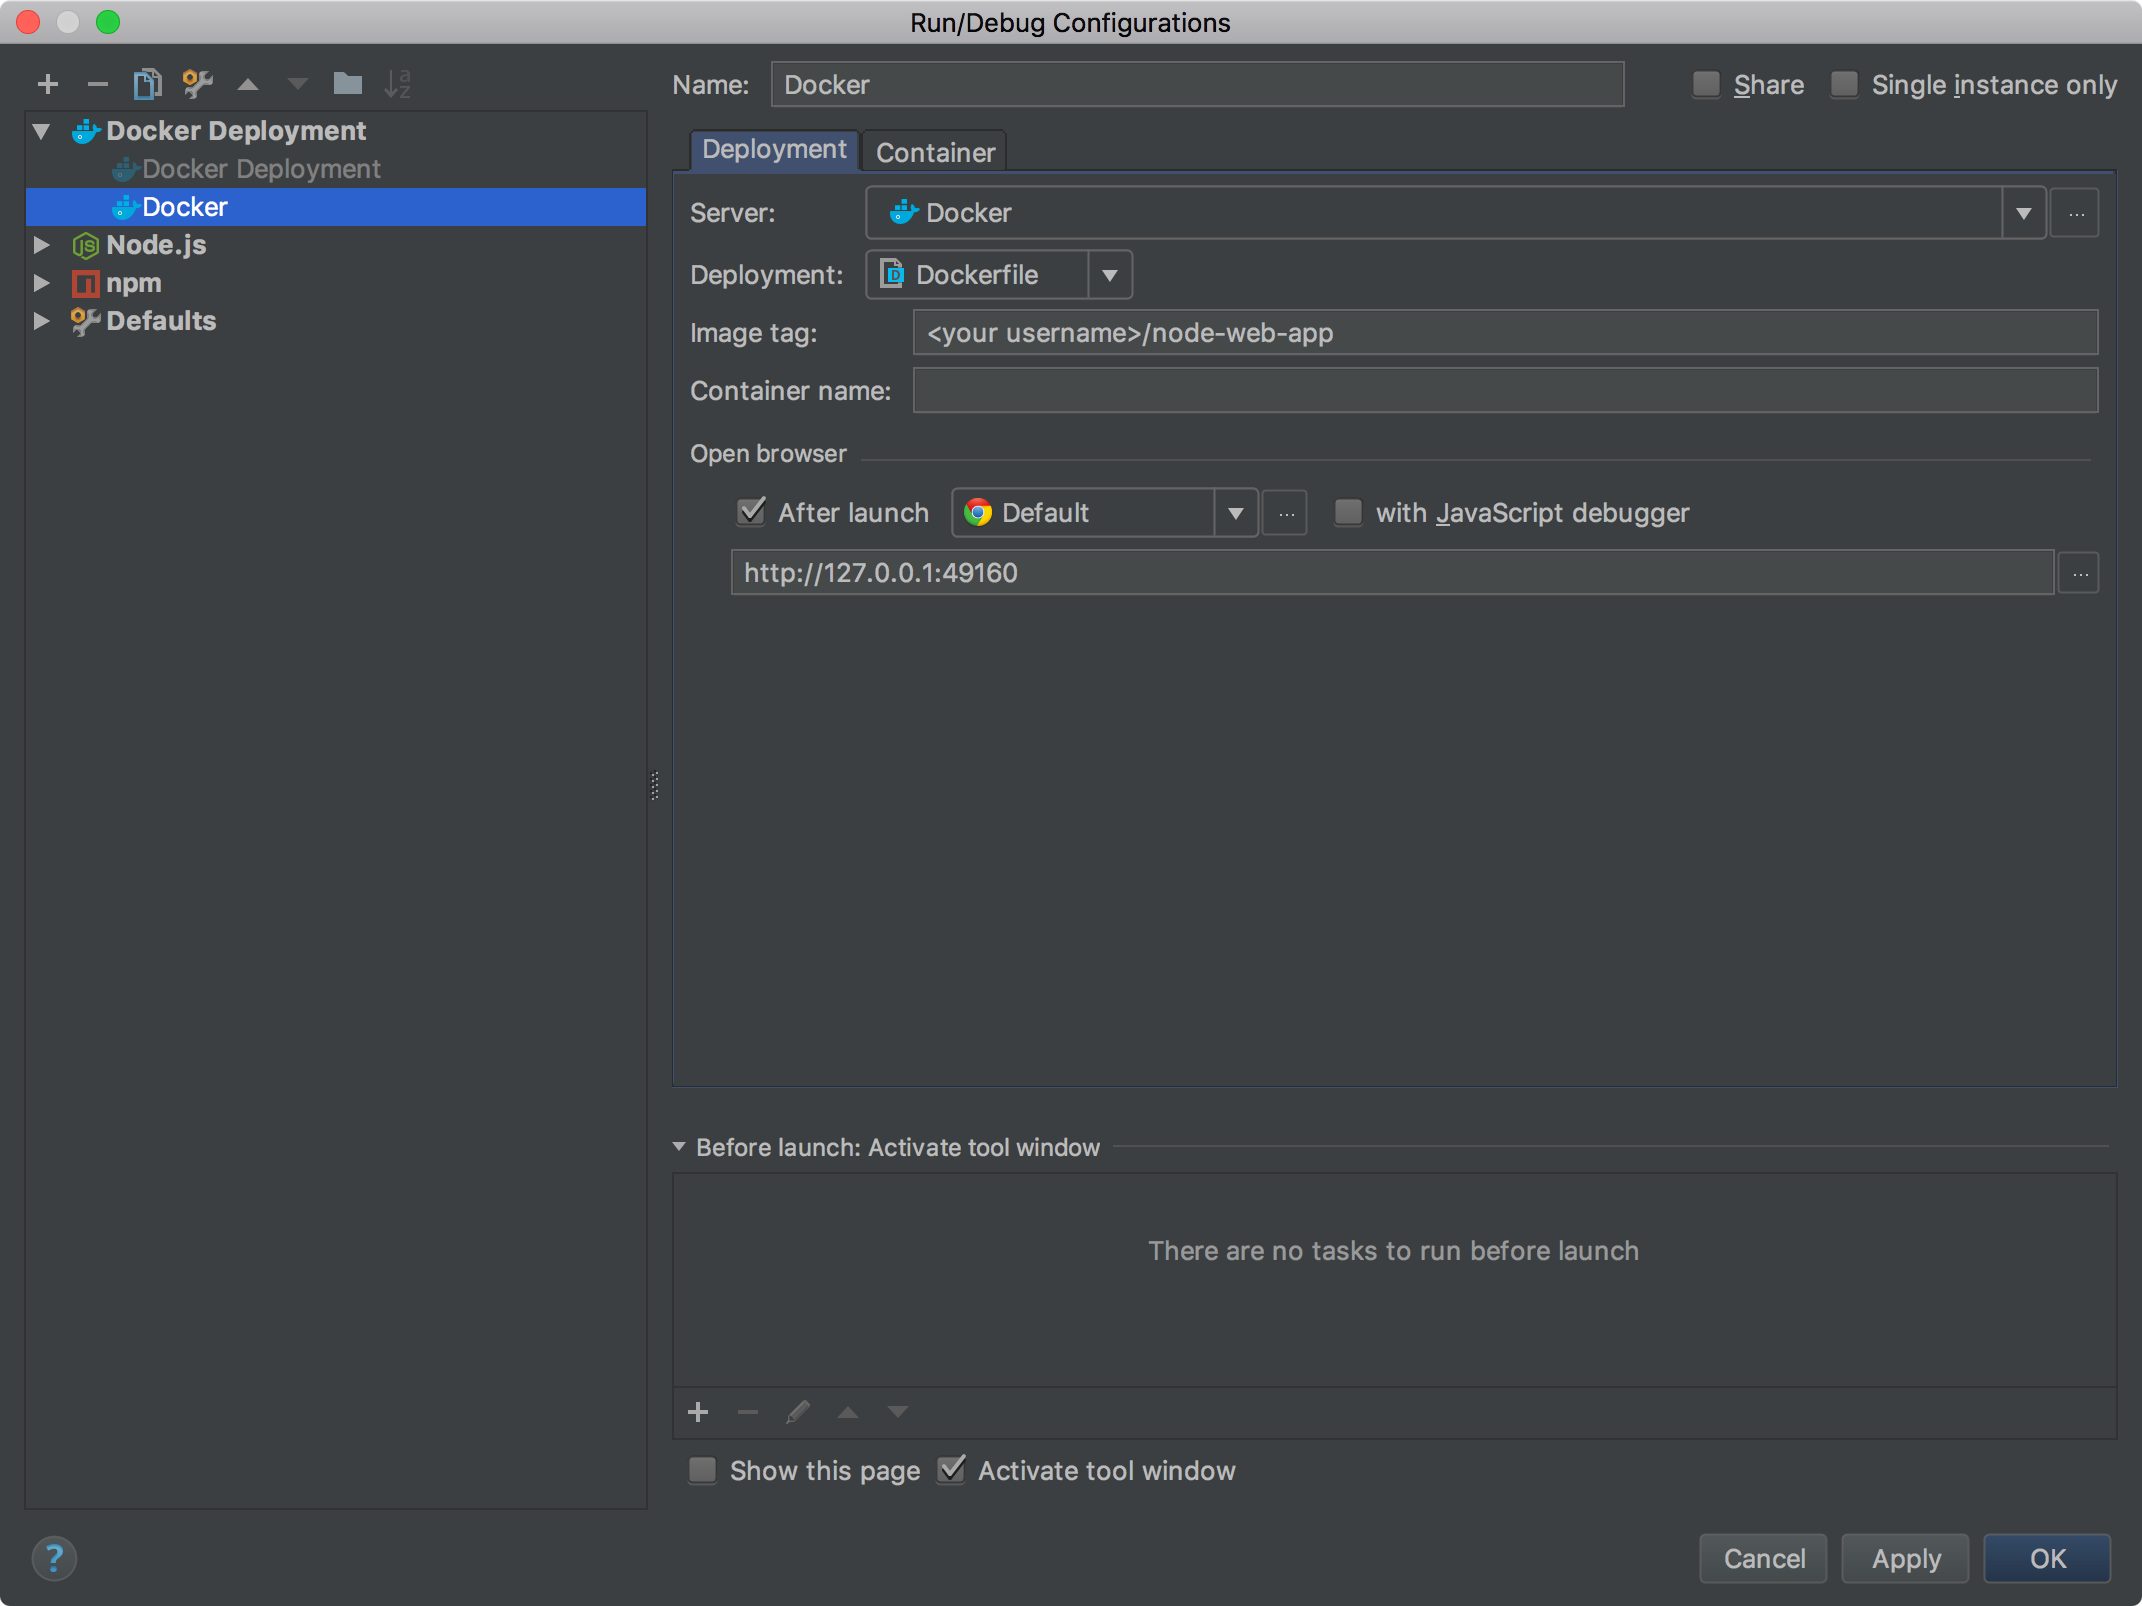 Run/Debug Configurations
Name: Docker Share Single instance only
Docker Deployment
Docker Deployment
Docker
Node.js
npm
Defaults
Deployment Container
Server: Docker ...
Deployment: Dockerfile
Image tag: <your username>/node-web-app
Container name:
Open browser
After launch Default ... with JavaScript debugger
http://127.0.0.1:49160 ...
Before launch: Activate tool window
There are no tasks to run before launch
Show this page Activate tool window
? Cancel Apply OK